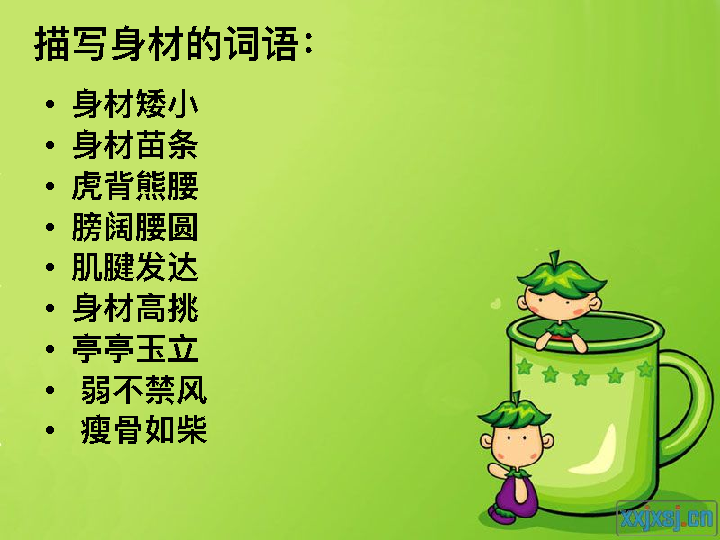 描写身材的词语：
• 身材矮小
• 身材苗条
• 虎背熊腰
• 膀阔腰圆
• 肌腱发达
• 身材高挑
• 亭亭玉立
• 弱不禁风
• 瘦骨如柴
xxjxsj.cn